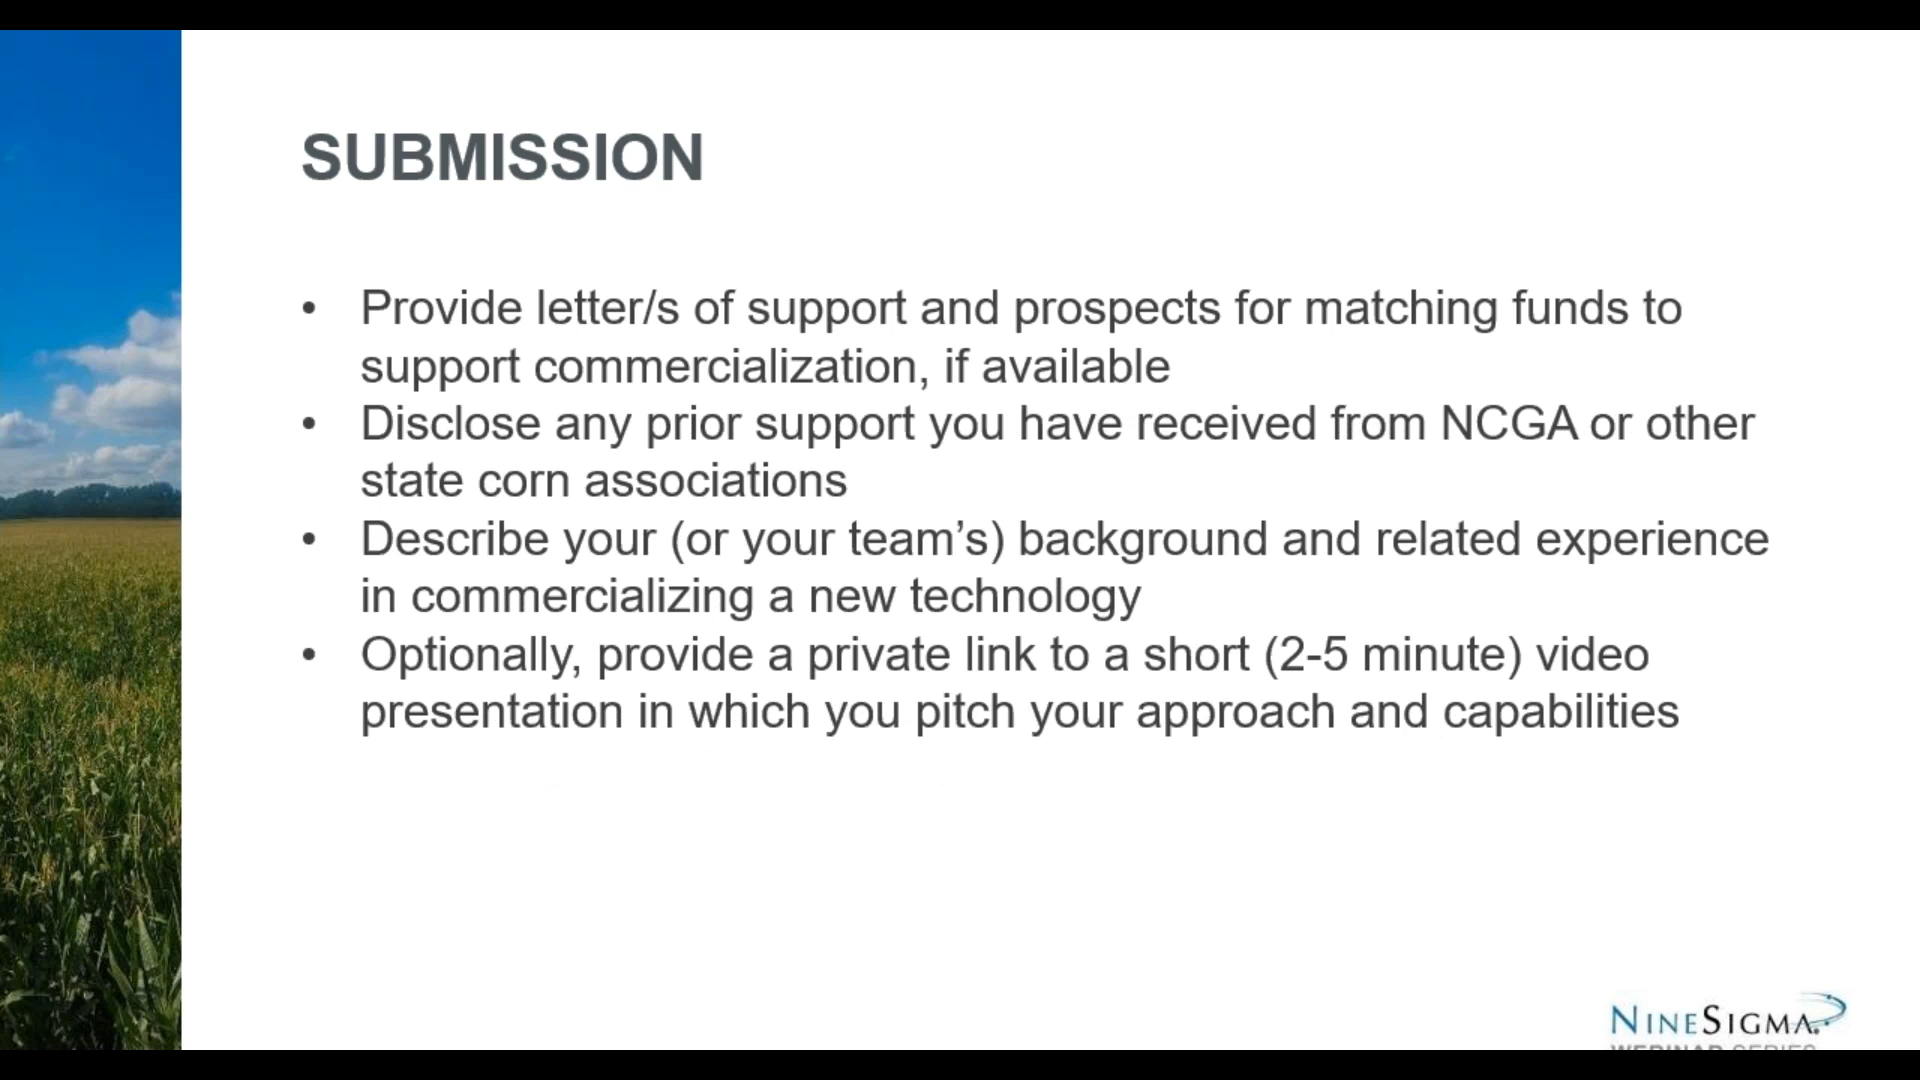 SUBMISSION
• Provide letter/s of support and prospects for matching funds to
support commercialization, if available
• Disclose any prior support you have received from NCGA or other
state corn associations
• Describe your (or your team’s) background and related experience
in commercializing a new technology
• Optionally, provide a private link to a short (2-5 minute) video
presentation in which you pitch your approach and capabilities
NINESIGMA
WEBINAR SERIES